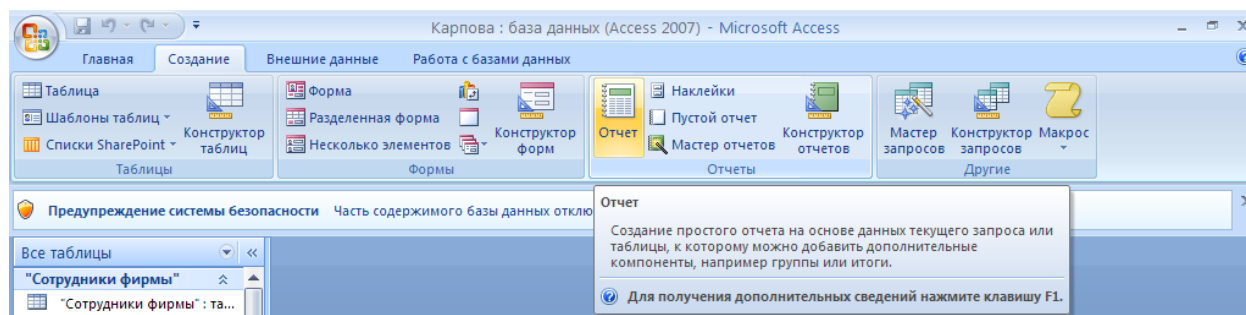 Карпова : база данных (Access 2007) - Microsoft Access
Главная Создание Внешние данные Работа с базами данных
Таблица
Шаблоны таблиц
Списки SharePoint
Конструктор таблиц
Таблицы
Форма
Разделенная форма
Несколько элементов
Конструктор форм
Формы
Отчет
Наклейки
Пустой отчет
Мастер отчетов
Конструктор отчетов
Отчеты
Мастер запросов
Конструктор запросов
Макрос
Другие
Предупреждение системы безопасности Часть содержимого базы данных отклю
Отчет
Создание простого отчета на основе данных текущего запроса или
таблицы, к которому можно добавить дополнительные
компоненты, например группы или итоги.
Для получения дополнительных сведений нажмите клавишу F1.
Все таблицы
"Сотрудники фирмы"
"Сотрудники фирмы" : та...